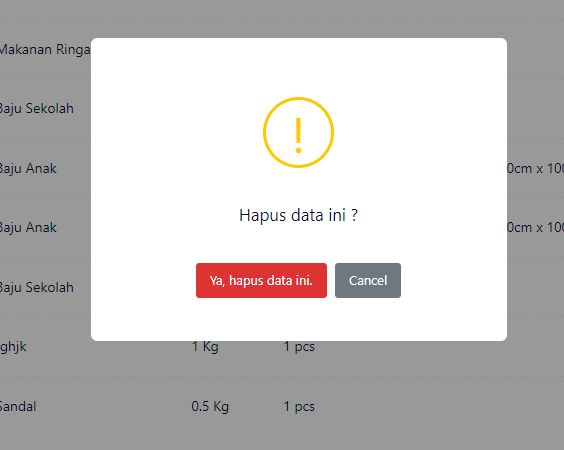 Makanan Ringa
Baju Sekolah
Baju Anak
0cm x 100
Baju Anak
0cm x 100
Baju Sekolah
!
Hapus data ini ?
Ya, hapus data ini.
Cancel
ghjk 1 Kg 1 pcs
Sandal 0.5 Kg 1 pcs